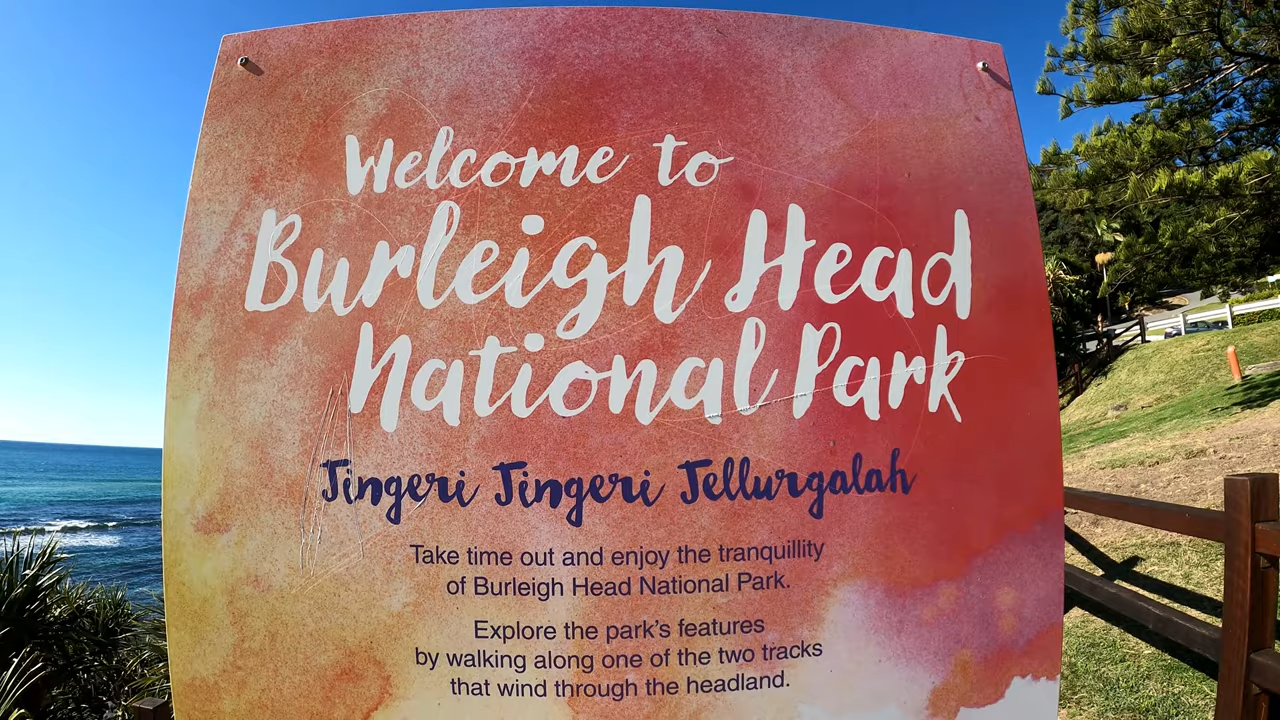 Welcome to
Burleigh Head
National Park
Jingeri Jingeri Jellurgalah
Take time out and enjoy the tranquillity
of Burleigh Head National Park.
Explore the park's features
by walking along one of the two tracks
that wind through the headland.